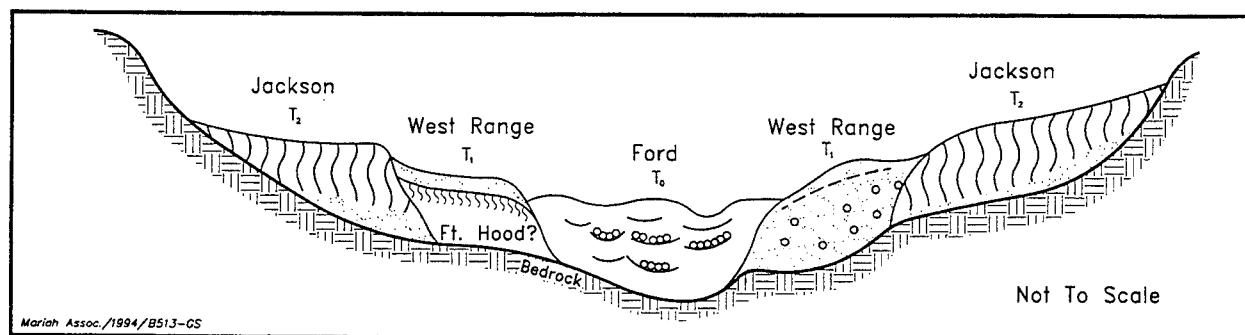 Jackson
T₂
West Range
T₁
Ford
T₀
West Range
T₁
Jackson
T₂
Ft. Hood?
Bedrock
Not To Scale
Mariah Assoc./1994/B513-GS